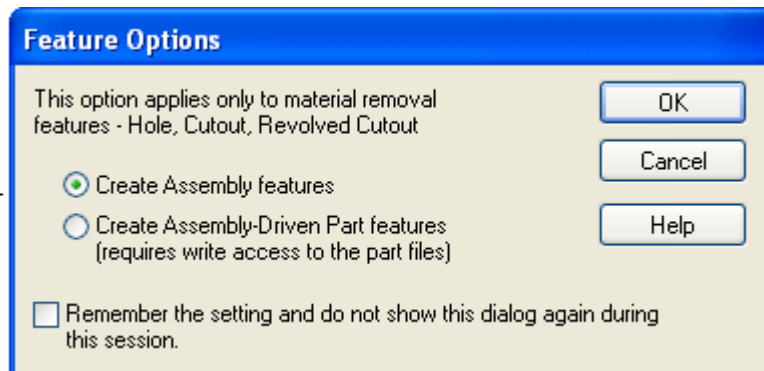 Feature Options
This option applies only to material removal
features - Hole, Cutout, Revolved Cutout
OK
Cancel
Help
Create Assembly features
Create Assembly-Driven Part features
(requires write access to the part files)
Remember the setting and do not show this dialog again during
this session.